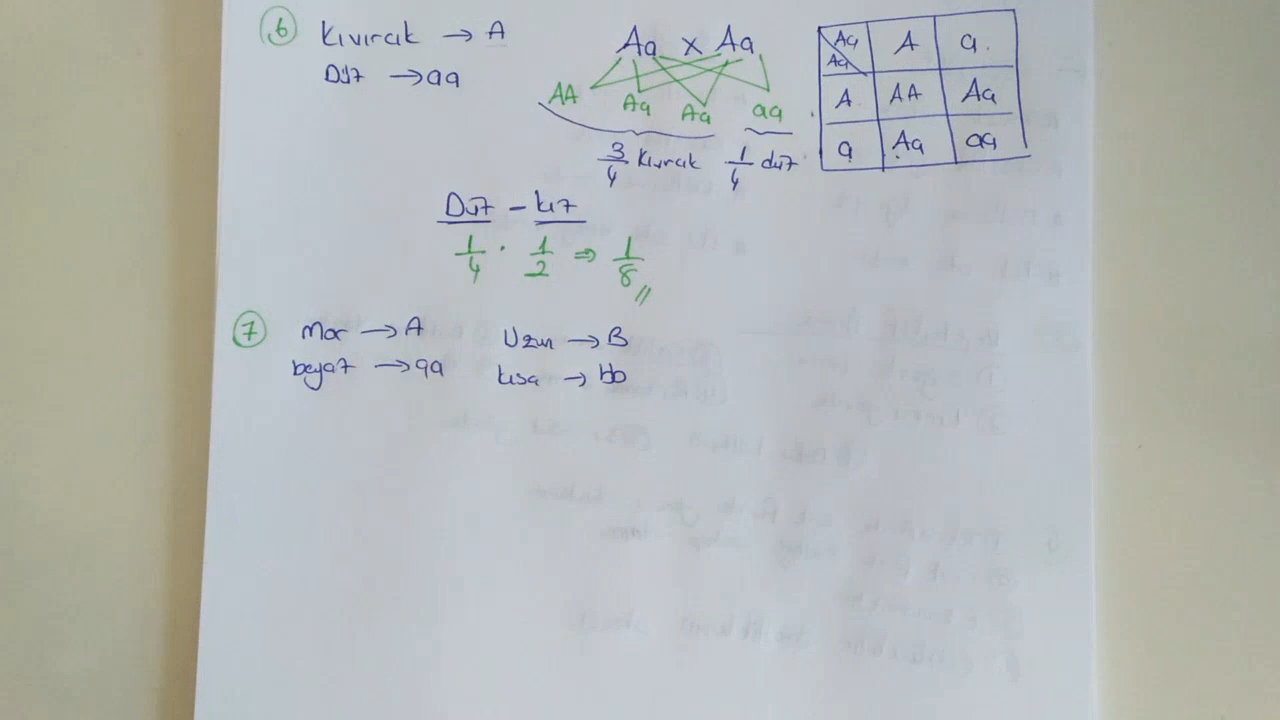 6 Kıvırcık → A
Düz → aa
Aa x Aa
AA Aa Aa aa
3/4 kıvırcık 1/4 düz
Aa A a
Aa
A AA Aa
a Aa aa
Düz - kız
1/4 . 1/2 ⇒ 1/8 //
7 Mor → A Uzun → B
beyaz → aa kısa → bb